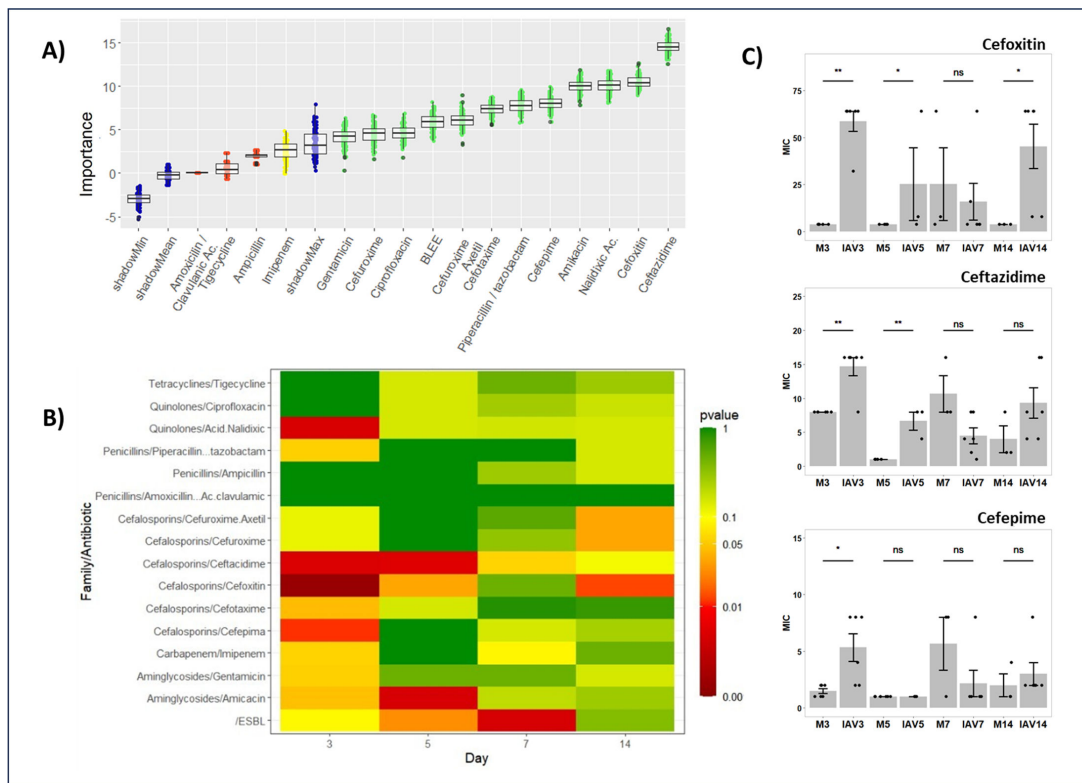 A)
Importance
15
10
5
0
-5
shadowMin
shadowMean
Amoxicilin /
Clavulanic Ac.
Tigecycline
Ampicillin
Imipenem
shadowMax
Gentamicin
Cefuroxime
Ciprofloxacin
BLEE
Cefuroxime
Axetil
Cefotaxime
Piperacillin / tazobactam
Cefepime
Amikacin
Nalidixic Ac.
Cefoxitin
Ceftazidime
B)
Family/Antibiotic
Tetracyclines/Tigecycline
Quinolones/Ciprofloxacin
Quinolones/Acid.Nalidixic
Penicillins/Piperacillin...tazobactam
Penicillins/Ampicillin
Penicillins/Amoxicillin...Ac.clavulamic
Cefalosporins/Cefuroxime.Axetil
Cefalosporins/Cefuroxime
Cefalosporins/Ceftacidime
Cefalosporins/Cefoxitin
Cefalosporins/Cefotaxime
Cefalosporins/Cefepima
Carbapenem/Imipenem
Aminglycosides/Gentamicin
Aminglycosides/Amicacin
/ESBL
3 5 7 14
Day
pvalue
1
0.1
0.05
0.01
0.00
C)
Cefoxitin
MIC
75
50
25
0
** * ns *
M3 IAV3 M5 IAV5 M7 IAV7 M14 IAV14
Ceftazidime
MIC
25
20
15
10
5
0
** ** ns ns
M3 IAV3 M5 IAV5 M7 IAV7 M14 IAV14
Cefepime
MIC
15
10
5
0
* ns ns ns
M3 IAV3 M5 IAV5 M7 IAV7 M14 IAV14